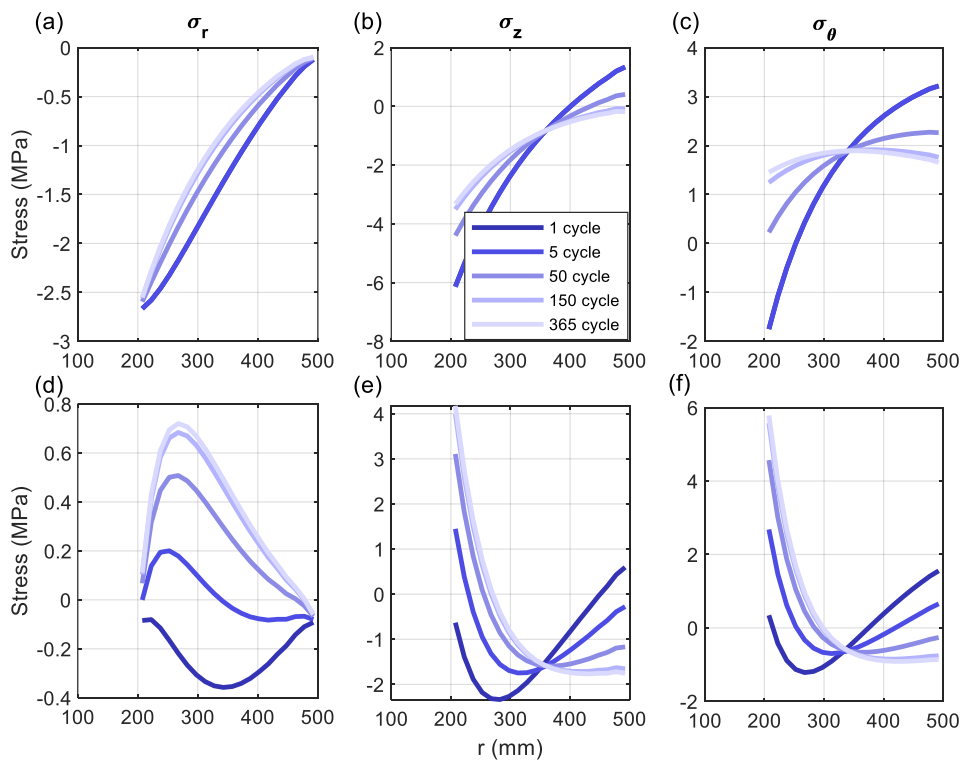 (a) σr (b) σz (c) σθ
0
-0.5
-1
-1.5
-2
-2.5
-3
Stress (MPa)
100 200 300 400 500
2
0
-2
-4
-6
-8
100 200 300 400 500
1 cycle
5 cycle
50 cycle
150 cycle
365 cycle
4
3
2
1
0
-1
-2
100 200 300 400 500
(d) (e) (f)
0.8
0.6
0.4
0.2
0
-0.2
-0.4
Stress (MPa)
100 200 300 400 500
4
3
2
1
0
-1
-2
100 200 300 400 500
r (mm)
6
4
2
0
-2
100 200 300 400 500